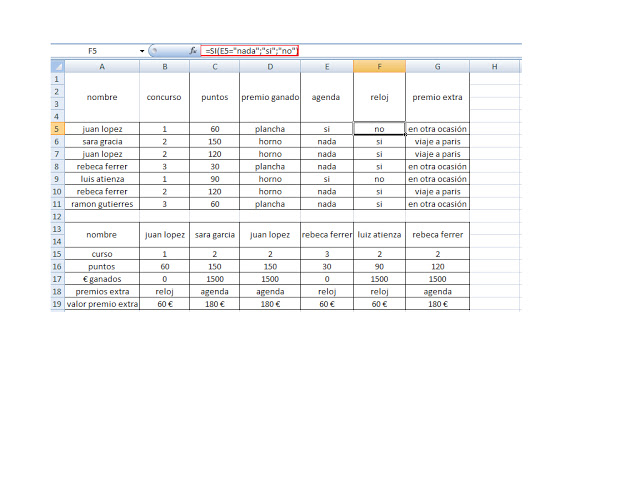 F5 fx =SI(E5="nada";"si";"no")
A B C D E F G H
1
2
3
4
nombre concurso puntos premio ganado agenda reloj premio extra
5 juan lopez 1 60 plancha si no en otra ocasión
6 sara gracia 2 150 horno nada si viaje a paris
7 juan lopez 2 120 horno nada si viaje a paris
8 rebeca ferrer 3 30 plancha nada si en otra ocasión
9 luis atienza 1 90 horno si no en otra ocasión
10 rebeca ferrer 2 120 horno nada si viaje a paris
11 ramon gutierres 3 60 plancha nada si en otra ocasión
12
13
14
nombre juan lopez sara garcia juan lopez rebeca ferrer luiz atienza rebeca ferrer
15 curso 1 2 2 3 2 2
16 puntos 60 150 150 30 90 120
17 € ganados 0 1500 1500 0 1500 1500
18 premios extra reloj agenda agenda reloj reloj agenda
19 valor premio extra 60 € 180 € 180 € 60 € 60 € 180 €